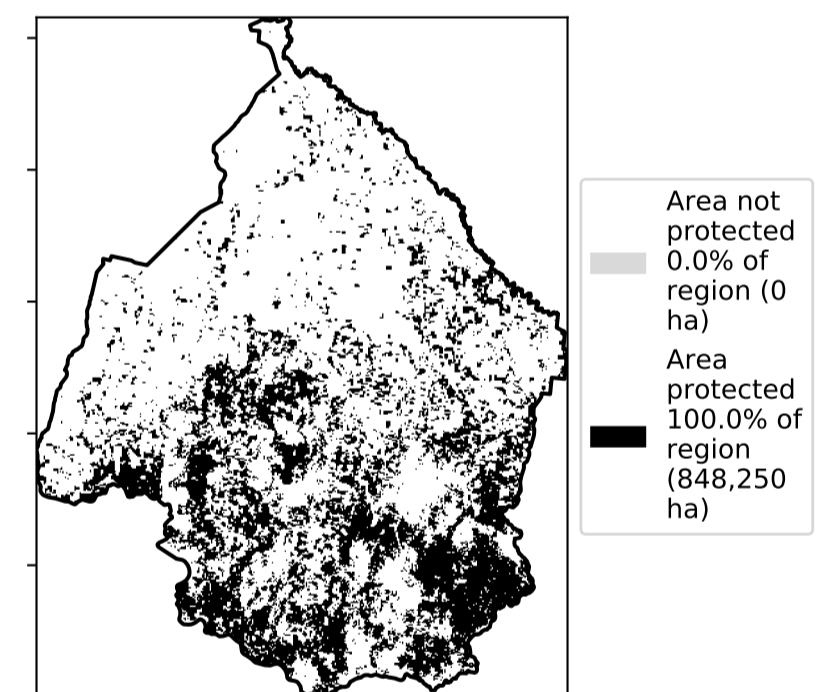 Area not
protected
0.0% of
region (0
ha)
Area
protected
100.0% of
region
(848,250
ha)